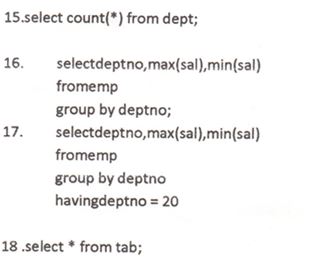 15.select count(*) from dept;
16. selectdeptno,max(sal),min(sal)
fromemp
group by deptno;
17. selectdeptno,max(sal),min(sal)
fromemp
group by deptno
havingdeptno = 20
18 .select * from tab;